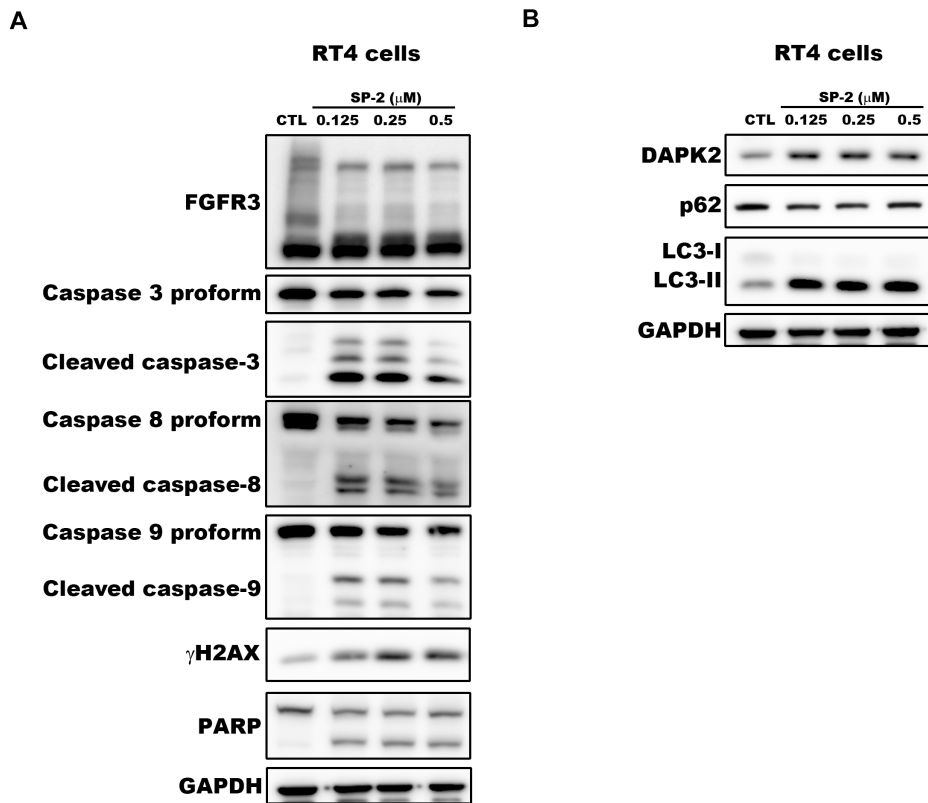 A
RT4 cells
SP-2 (μM)
CTL 0.125 0.25 0.5
FGFR3
Caspase 3 proform
Cleaved caspase-3
Caspase 8 proform
Cleaved caspase-8
Caspase 9 proform
Cleaved caspase-9
γH2AX
PARP
GAPDH
B
RT4 cells
SP-2 (μM)
CTL 0.125 0.25 0.5
DAPK2
p62
LC3-I
LC3-II
GAPDH